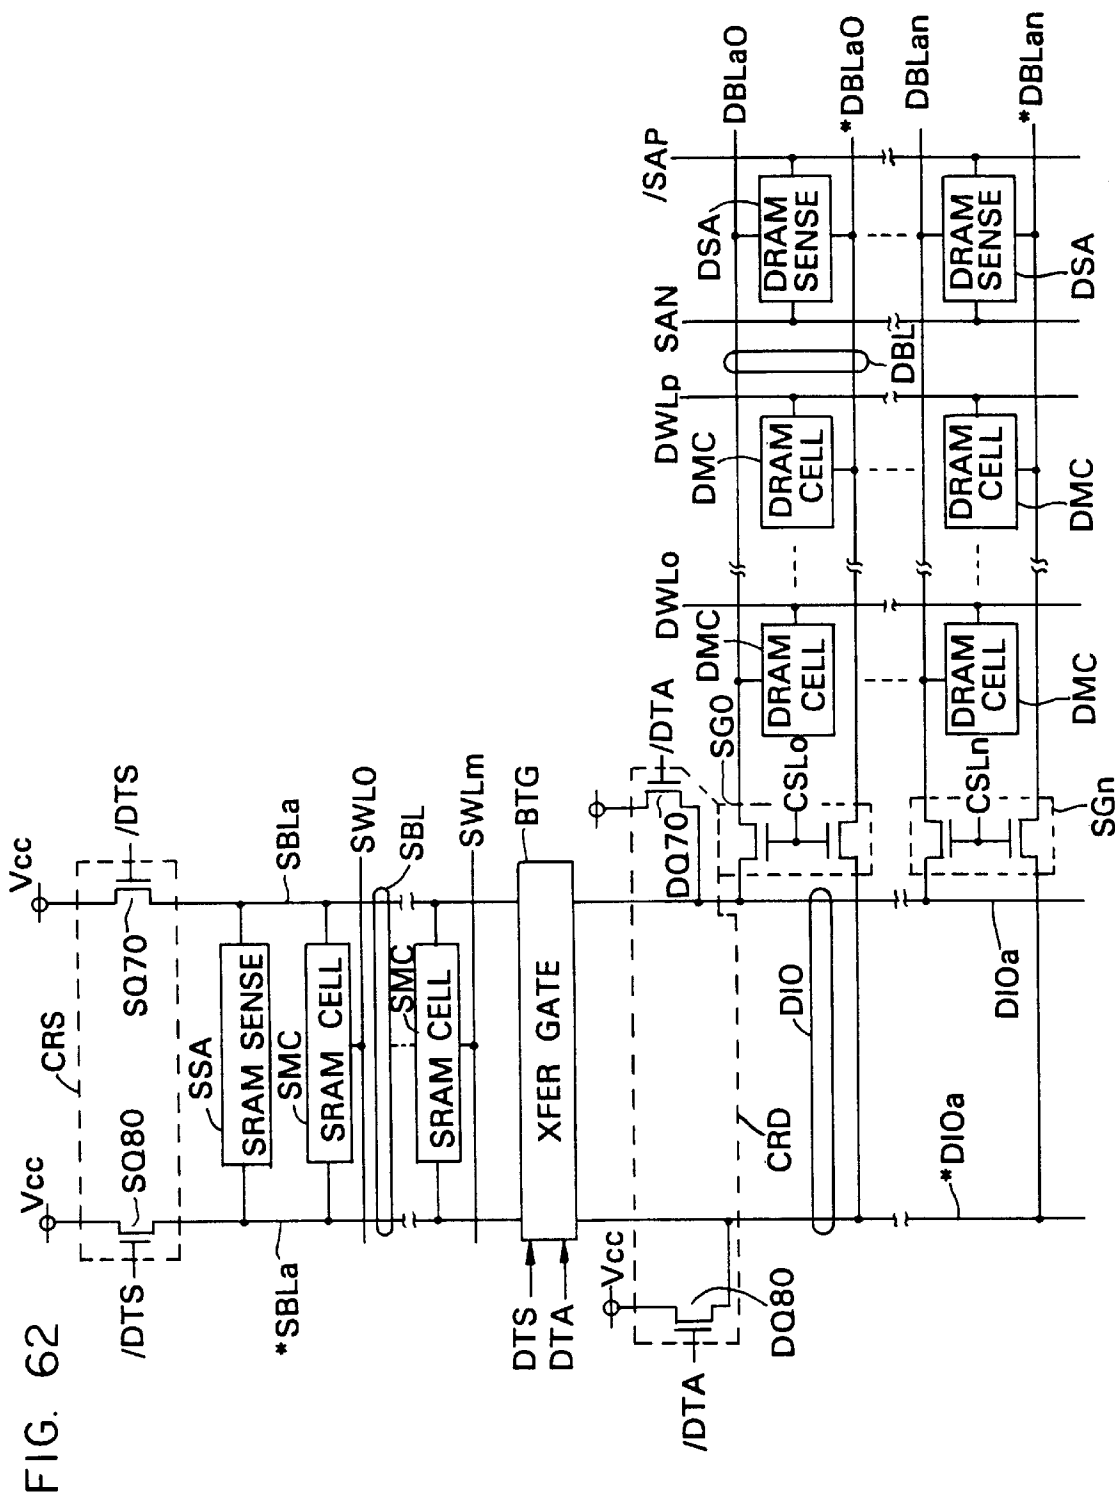 FIG. 62
Vcc
Vcc
CRS
/DTS
SQ80
SQ70
/DTS
*SBLa
SBLa
SSA
SRAM SENSE
SMC
SRAM CELL
SWLO
SBL
SMC
SRAM CELL
SWLm
DTS
DTA
XFER GATE
BTG
Vcc
/DTA
DQ80
CRD
DQ70
/DTA
DIO
*DIOa
DIOa
SGO
CSLo
CSLn
SGn
DMC
DRAM CELL
DWLo
DMC
DRAM CELL
DWLp
DBL
SAN
DSA
DRAM SENSE
/SAP
DBLaO
*DBLaO
DRAM CELL
DMC
DRAM CELL
DMC
DRAM SENSE
DSA
DBLan
*DBLan